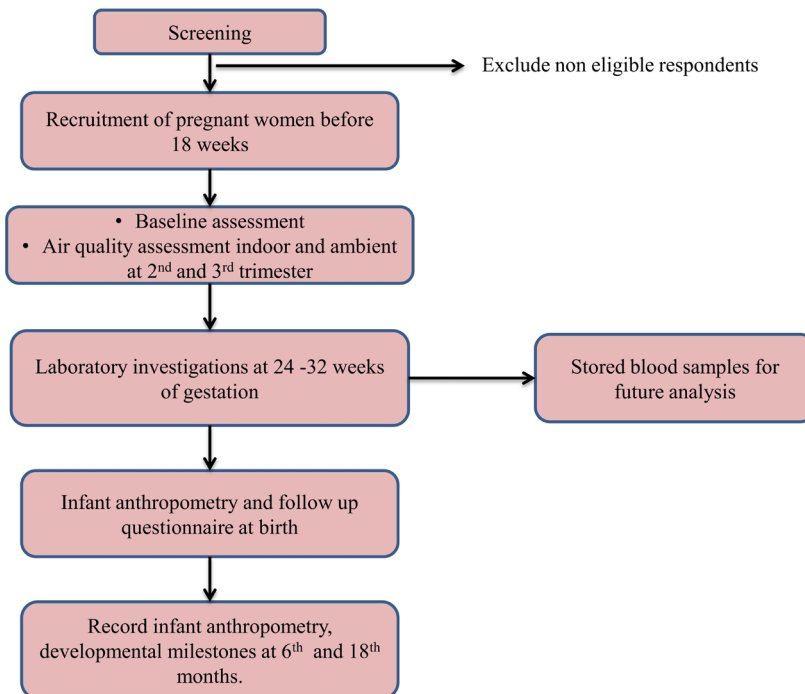 Screening
Exclude non eligible respondents
Recruitment of pregnant women before
18 weeks
• Baseline assessment
• Air quality assessment indoor and ambient
at 2nd and 3rd trimester
Laboratory investigations at 24 -32 weeks
of gestation
Stored blood samples for
future analysis
Infant anthropometry and follow up
questionnaire at birth
Record infant anthropometry,
developmental milestones at 6th and 18th
months.